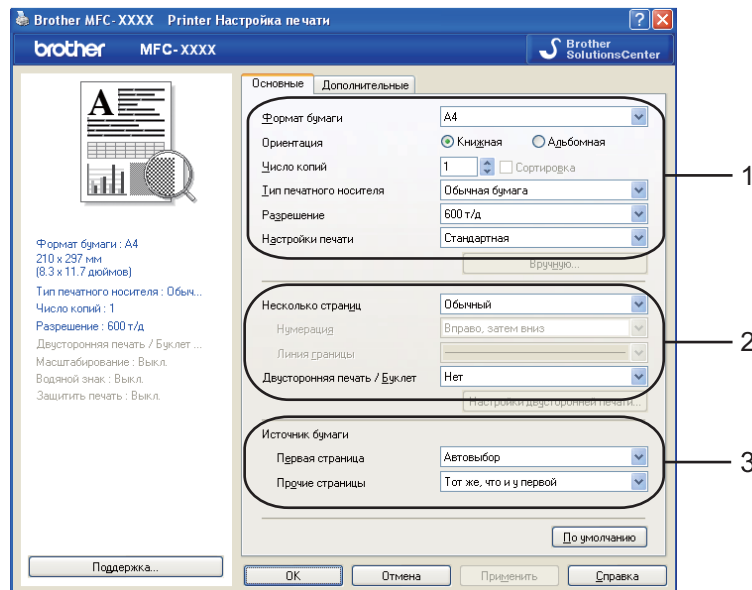 Brother MFC-XXXX Printer Настройка печати
brother MFC-XXXX
Brother
SolutionsCenter
A
Формат бумаги : A4
210 x 297 мм
(8.3 x 11.7 дюймов)
Тип печатного носителя : Обыч...
Число копий : 1
Разрешение : 600 т/д
Двусторонняя печать / Буклет ...
Масштабирование : Выкл.
Водяной знак : Выкл.
Защитить печать : Выкл.
Поддержка...
Основные Дополнительные
Формат бумаги A4
Ориентация Книжная Альбомная
Число копий 1 Сортировка
Тип печатного носителя Обычная бумага
Разрешение 600 т/д
Настройки печати Стандартная
Вручную...
1
Несколько страниц Обычный
Нумерация Вправо, затем вниз
Линия границы
Двусторонняя печать / Буклет Нет
Настройки двусторонней печати...
2
Источник бумаги
Первая страница Автовыбор
Прочие страницы Тот же, что и у первой
3
По умолчанию
OK Отмена Применить Справка